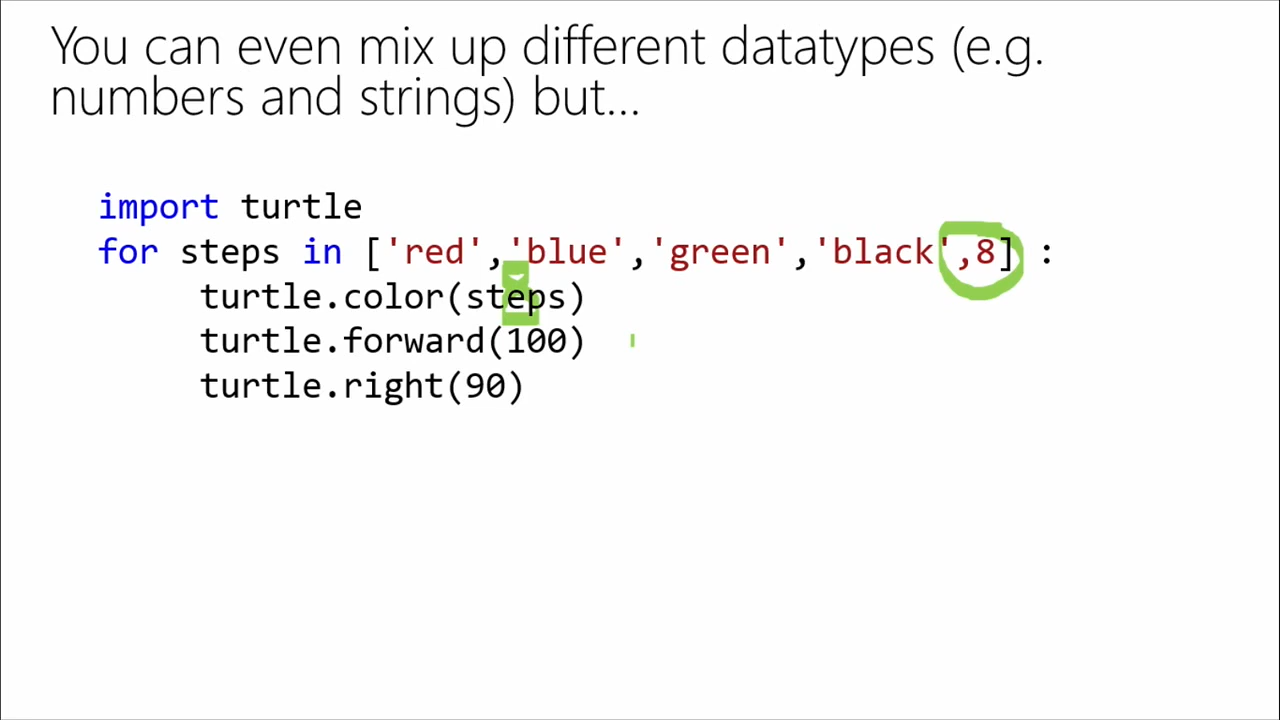 You can even mix up different datatypes (e.g.
numbers and strings) but...
import turtle
for steps in ['red','blue','green','black',8] :
turtle.color(steps)
turtle.forward(100)
turtle.right(90)